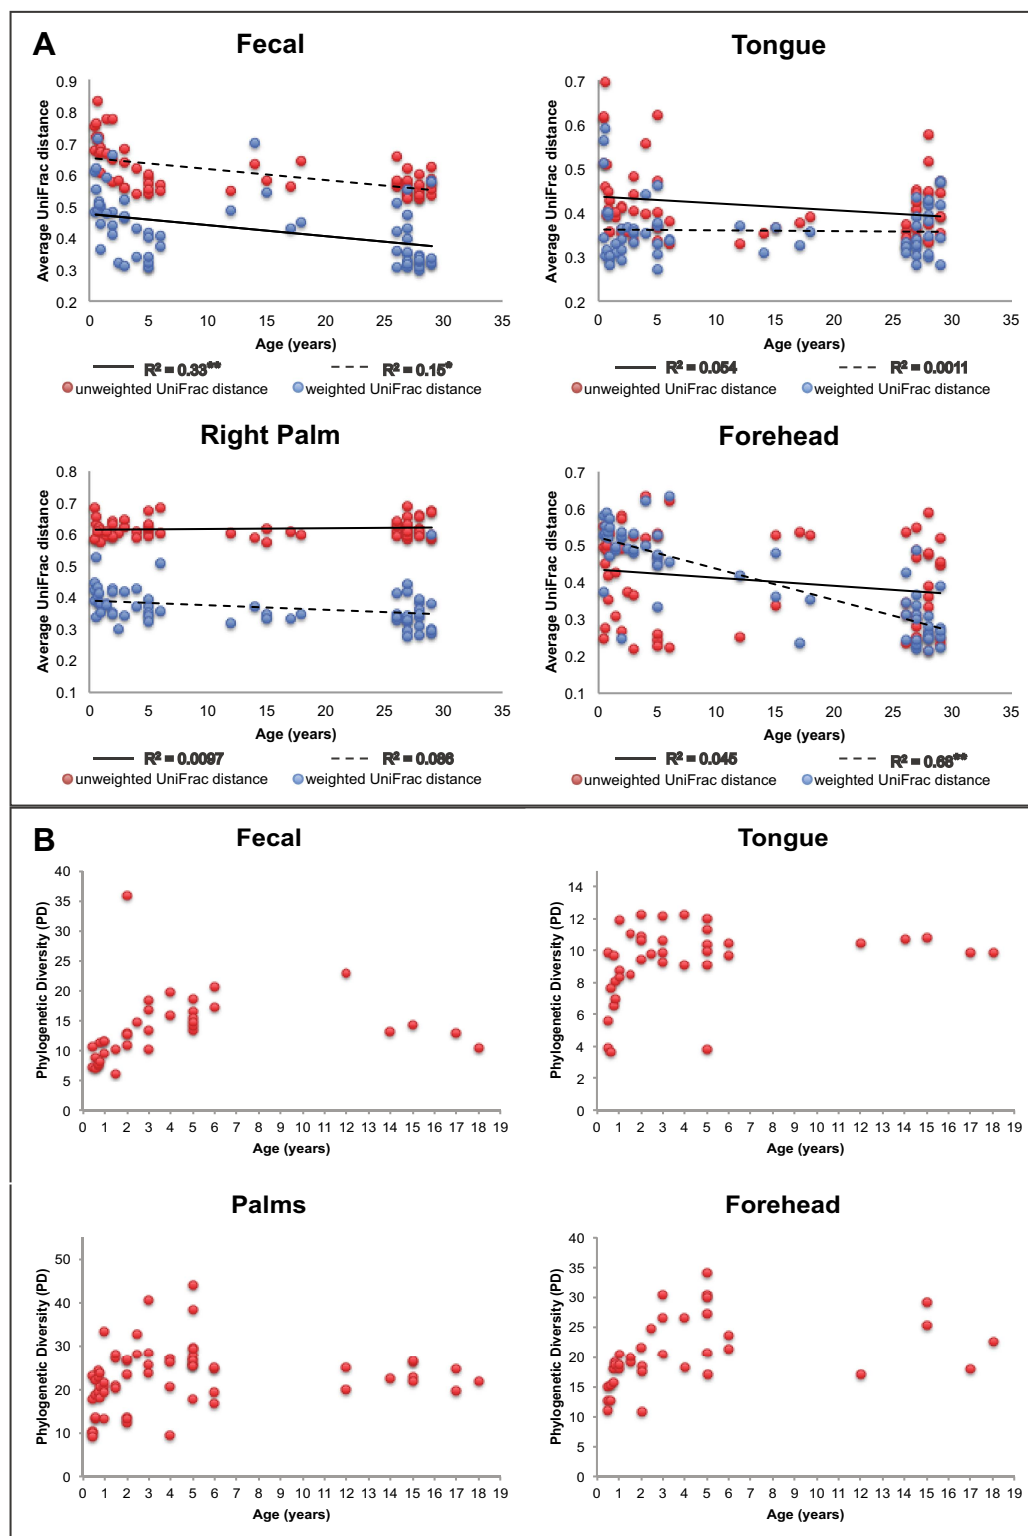 A
Fecal
Average UniFrac distance
0.9
0.8
0.7
0.6
0.5
0.4
0.3
0.2
0 5 10 15 20 25 30 35
Age (years)
R² = 0.33** R² = 0.15*
unweighted UniFrac distance weighted UniFrac distance
Tongue
Average UniFrac distance
0.7
0.6
0.5
0.4
0.3
0.2
0 5 10 15 20 25 30 35
Age (years)
R² = 0.054 R² = 0.0011
unweighted UniFrac distance weighted UniFrac distance
Right Palm
Average UniFrac distance
0.8
0.7
0.6
0.5
0.4
0.3
0.2
0.1
0 5 10 15 20 25 30 35
Age (years)
R² = 0.0097 R² = 0.086
unweighted UniFrac distance weighted UniFrac distance
Forehead
Average UniFrac distance
0.7
0.6
0.5
0.4
0.3
0.2
0.1
0 5 10 15 20 25 30 35
Age (years)
R² = 0.045 R² = 0.68**
unweighted UniFrac distance weighted UniFrac distance
B
Fecal
Phylogenetic Diversity (PD)
40
35
30
25
20
15
10
5
0
0 1 2 3 4 5 6 7 8 9 10 11 12 13 14 15 16 17 18 19
Age (years)
Tongue
Phylogenetic Diversity (PD)
14
12
10
8
6
4
2
0
0 1 2 3 4 5 6 7 8 9 10 11 12 13 14 15 16 17 18 19
Age (years)
Palms
Phylogenetic Diversity (PD)
50
40
30
20
10
0
0 1 2 3 4 5 6 7 8 9 10 11 12 13 14 15 16 17 18 19
Age (years)
Forehead
Phylogenetic Diversity (PD)
40
35
30
25
20
15
10
5
0
0 1 2 3 4 5 6 7 8 9 10 11 12 13 14 15 16 17 18 19
Age (years)